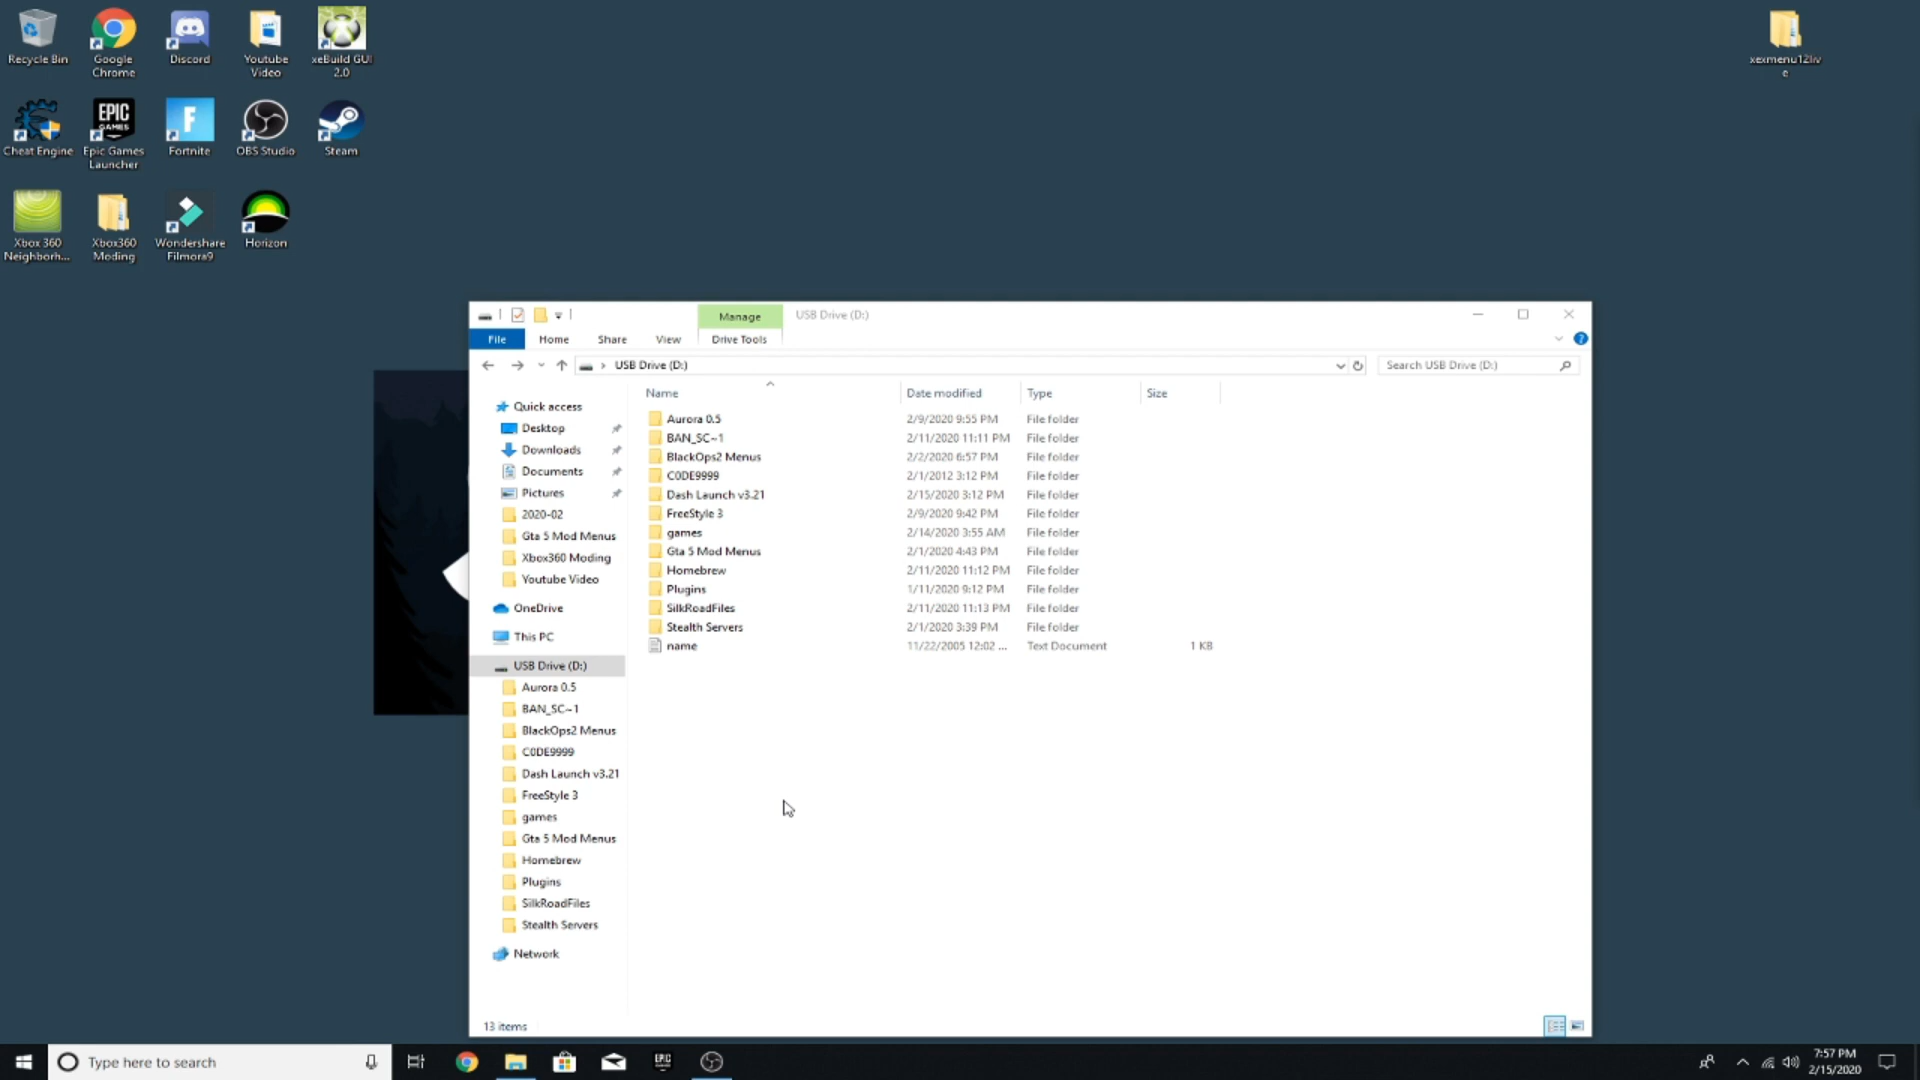 Recycle Bin
Google
Chrome
Discord
Youtube
Video
xeBuild GUI
2.0
xexmenu12liv
e
Cheat Engine
EPIC
GAMES
Epic Games
Launcher
F
Fortnite
OBS Studio
Steam
Xbox 360
Neighborh...
Xbox360
Moding
Wondershare
Filmora9
Horizon
Manage
USB Drive (D:)
File
Home
Share
View
Drive Tools
USB Drive (D:)
Search USB Drive (D:)
Name
Date modified
Type
Size
Aurora 0.5 2/9/2020 9:55 PM File folder
BAN_SC~1 2/11/2020 11:11 PM File folder
BlackOps2 Menus 2/2/2020 6:57 PM File folder
C0DE9999 2/1/2012 3:12 PM File folder
Dash Launch v3.21 2/15/2020 3:12 PM File folder
FreeStyle 3 2/9/2020 9:42 PM File folder
games 2/14/2020 3:55 AM File folder
Gta 5 Mod Menus 2/1/2020 4:43 PM File folder
Homebrew 2/11/2020 11:12 PM File folder
Plugins 1/11/2020 9:12 PM File folder
SilkRoadFiles 2/11/2020 11:13 PM File folder
Stealth Servers 2/1/2020 3:39 PM File folder
name 11/22/2005 12:02 ... Text Document 1 KB
Quick access
Desktop
Downloads
Documents
Pictures
2020-02
Gta 5 Mod Menus
Xbox360 Moding
Youtube Video
OneDrive
This PC
USB Drive (D:)
Aurora 0.5
BAN_SC~1
BlackOps2 Menus
C0DE9999
Dash Launch v3.21
FreeStyle 3
games
Gta 5 Mod Menus
Homebrew
Plugins
SilkRoadFiles
Stealth Servers
Network
13 items
Type here to search
EPIC
7:57 PM
2/15/2020